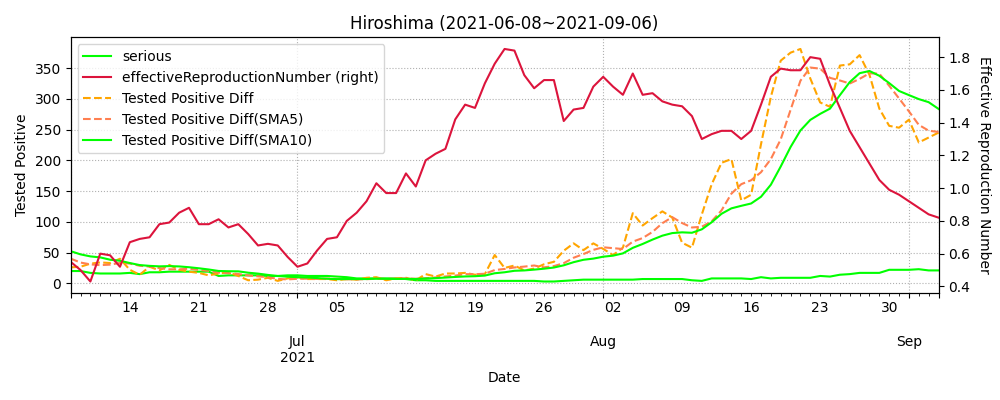 Hiroshima (2021-06-08~2021-09-06)
serious
effectiveReproductionNumber (right)
Tested Positive Diff
Tested Positive Diff(SMA5)
Tested Positive Diff(SMA10)
Tested Positive
350
300
250
200
150
100
50
0
1.8
1.6
1.4
1.2
1.0
0.8
0.6
0.4
Effective Reproduction Number
14 21 28 05 12 19 26 02 09 16 23 30
Jul Aug Sep
2021
Date